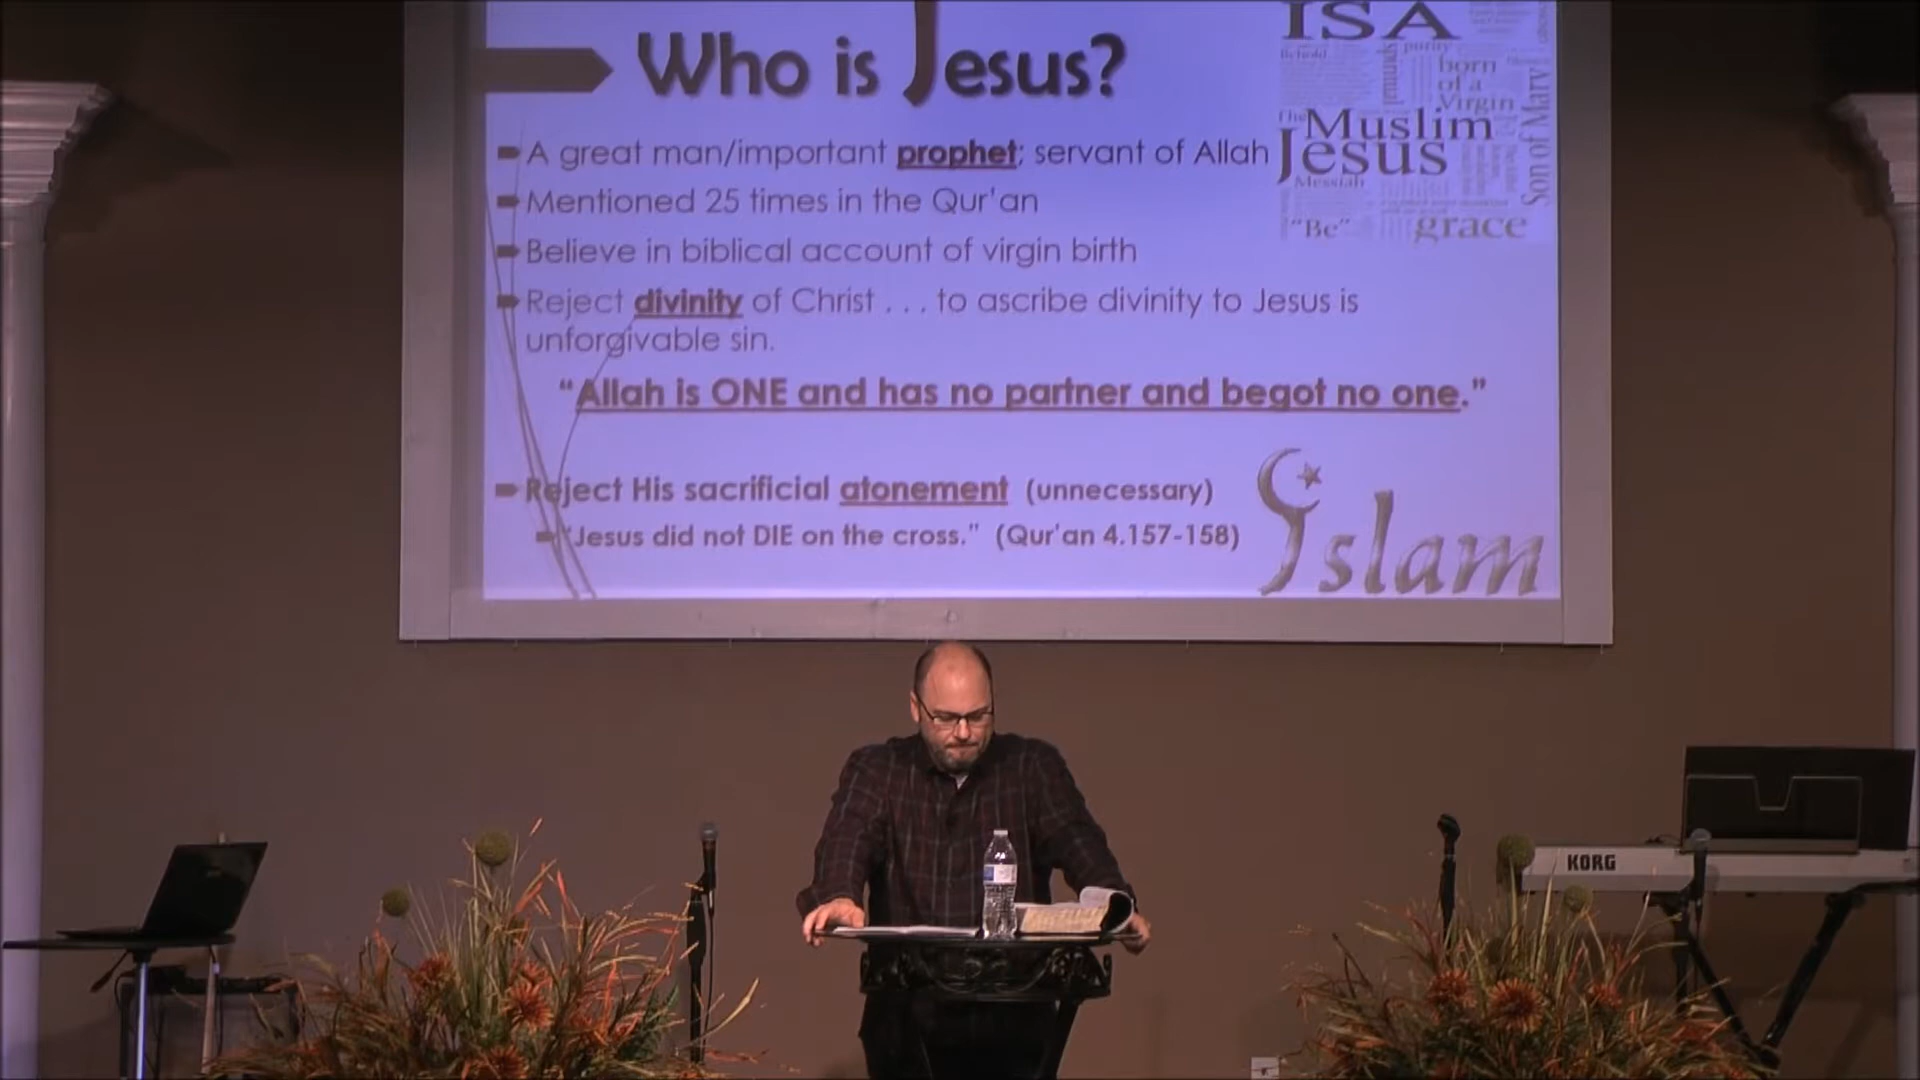 Who is Jesus?
A great man/important prophet; servant of Allah
Mentioned 25 times in the Qur'an
Believe in biblical account of virgin birth
Reject divinity of Christ . . . to ascribe divinity to Jesus is
unforgivable sin.
"Allah is ONE and has no partner and begot no one."
Reject His sacrificial atonement (unnecessary)
"Jesus did not DIE on the cross." (Qur'an 4.157-158)
ISA
Behold
purity
born
of a
Virgin
Son of Mary
The Muslim
Jesus
Messiah
"Be"
grace
Islam
KORG